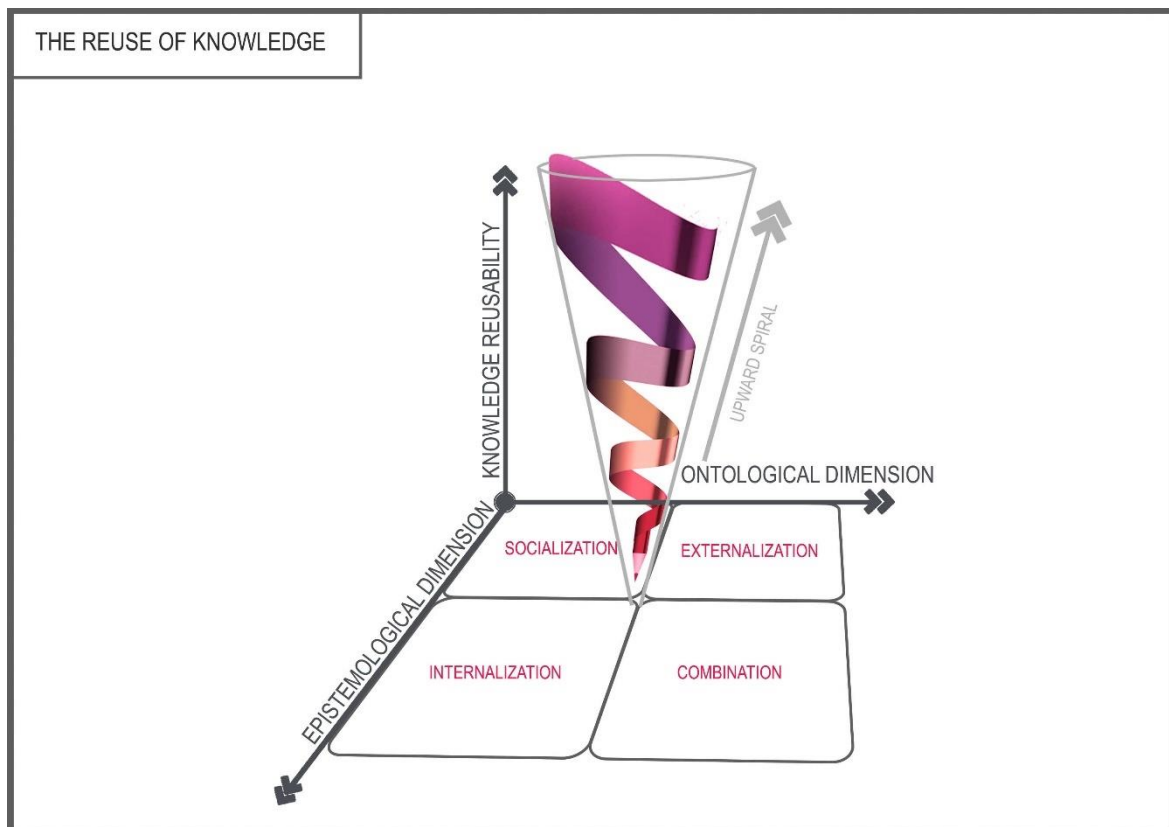 THE REUSE OF KNOWLEDGE
KNOWLEDGE REUSABILITY
UPWARD SPIRAL
ONTOLOGICAL DIMENSION
EPISTEMOLOGICAL DIMENSION
SOCIALIZATION
EXTERNALIZATION
INTERNALIZATION
COMBINATION